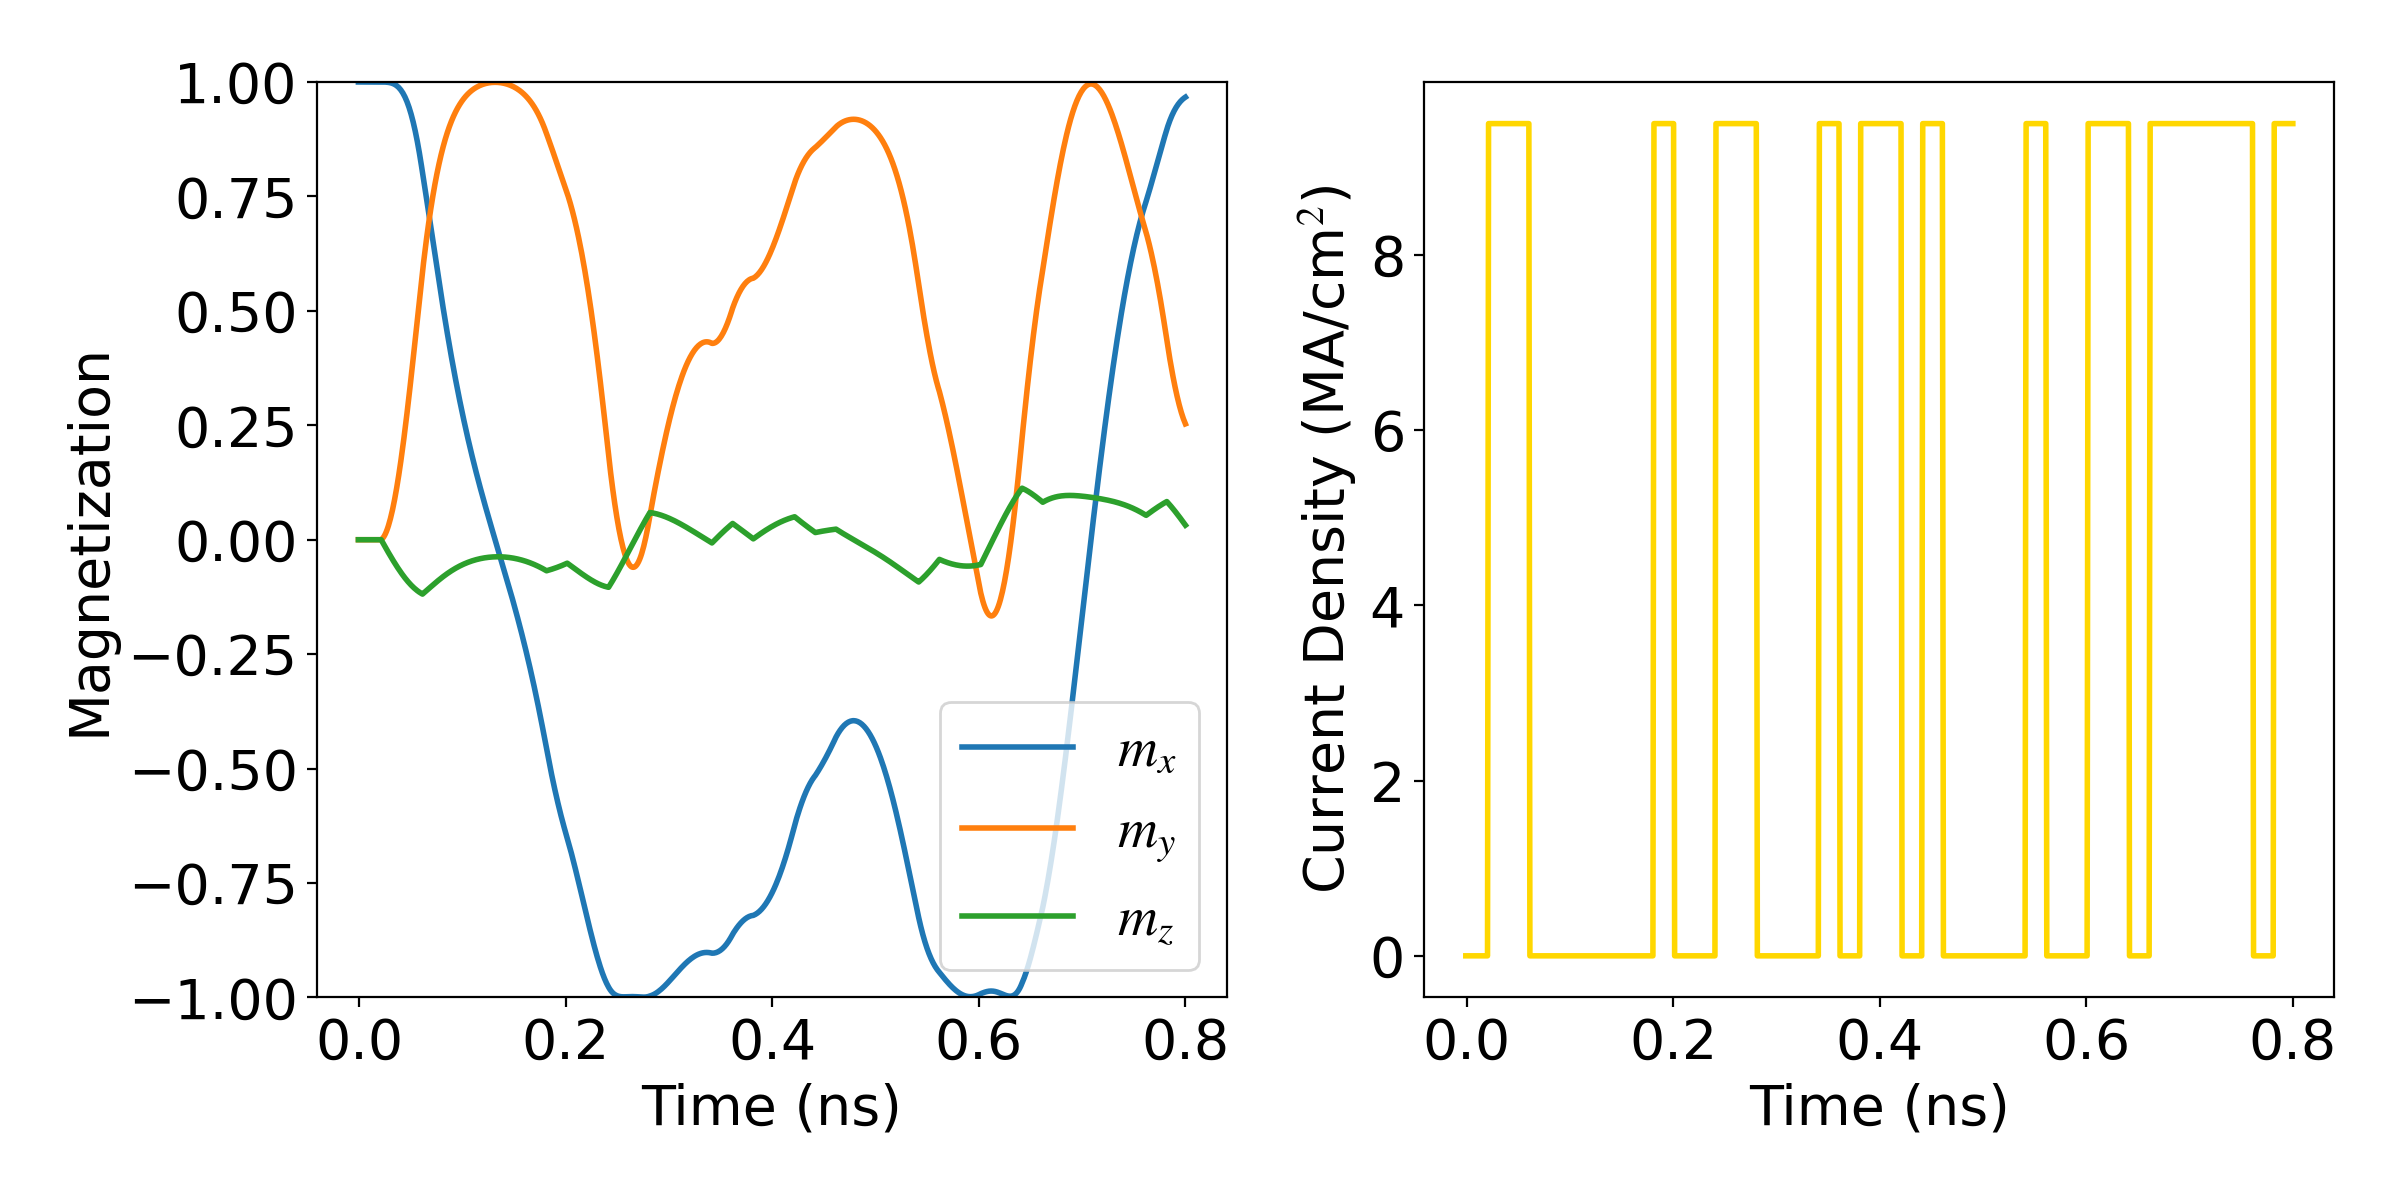 1.00
0.75
0.50
0.25
0.00
−0.25
−0.50
−0.75
−1.00
Magnetization
0.0 0.2 0.4 0.6 0.8
Time (ns)
m_x
m_y
m_z
8
6
4
2
0
Current Density (MA/cm²)
0.0 0.2 0.4 0.6 0.8
Time (ns)